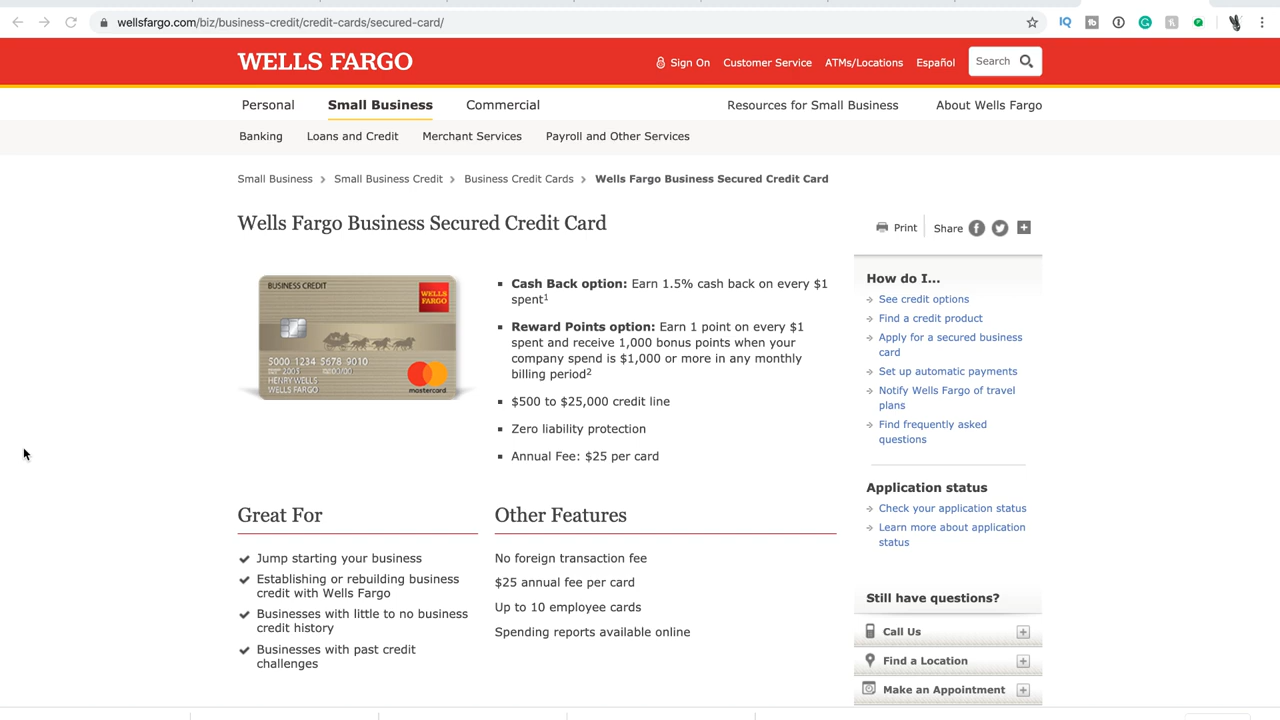 wellsfargo.com/biz/business-credit/credit-cards/secured-card/
WELLS FARGO
Sign On
Customer Service
ATMs/Locations
Español
Search
Personal
Small Business
Commercial
Resources for Small Business
About Wells Fargo
Banking
Loans and Credit
Merchant Services
Payroll and Other Services
Small Business
Small Business Credit
Business Credit Cards
Wells Fargo Business Secured Credit Card
Wells Fargo Business Secured Credit Card
Print
Share
BUSINESS CREDIT
WELLS
FARGO
5000 1234 5678 9010
2005 00/00
HENRY WELLS
WELLS FARGO
mastercard
Cash Back option: Earn 1.5% cash back on every $1
spent1
Reward Points option: Earn 1 point on every $1
spent and receive 1,000 bonus points when your
company spend is $1,000 or more in any monthly
billing period2
$500 to $25,000 credit line
Zero liability protection
Annual Fee: $25 per card
Great For
Jump starting your business
Establishing or rebuilding business
credit with Wells Fargo
Businesses with little to no business
credit history
Businesses with past credit
challenges
Other Features
No foreign transaction fee
$25 annual fee per card
Up to 10 employee cards
Spending reports available online
How do I...
See credit options
Find a credit product
Apply for a secured business
card
Set up automatic payments
Notify Wells Fargo of travel
plans
Find frequently asked
questions
Application status
Check your application status
Learn more about application
status
Still have questions?
Call Us
Find a Location
Make an Appointment